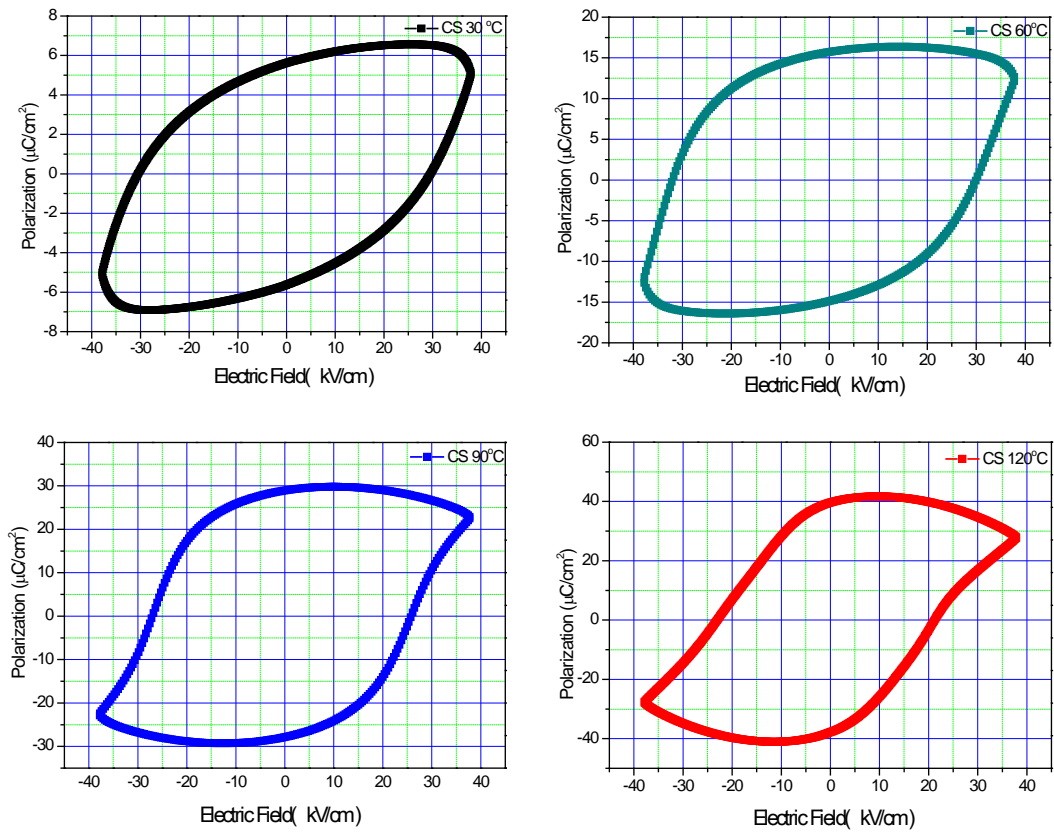 CS 30 °C
8
6
4
2
0
-2
-4
-6
-8
Polarization (μC/cm²)
-40 -30 -20 -10 0 10 20 30 40
Electric Field( kV/cm)
CS 60°C
20
15
10
5
0
-5
-10
-15
-20
Polarization (μC/cm²)
-40 -30 -20 -10 0 10 20 30 40
Electric Field( kV/cm)
CS 90°C
40
30
20
10
0
-10
-20
-30
Polarization (μC/cm²)
-40 -30 -20 -10 0 10 20 30 40
Electric Field( kV/cm)
CS 120°C
60
40
20
0
-20
-40
Polarization (μC/cm²)
-40 -30 -20 -10 0 10 20 30 40
Electric Field( kV/cm)